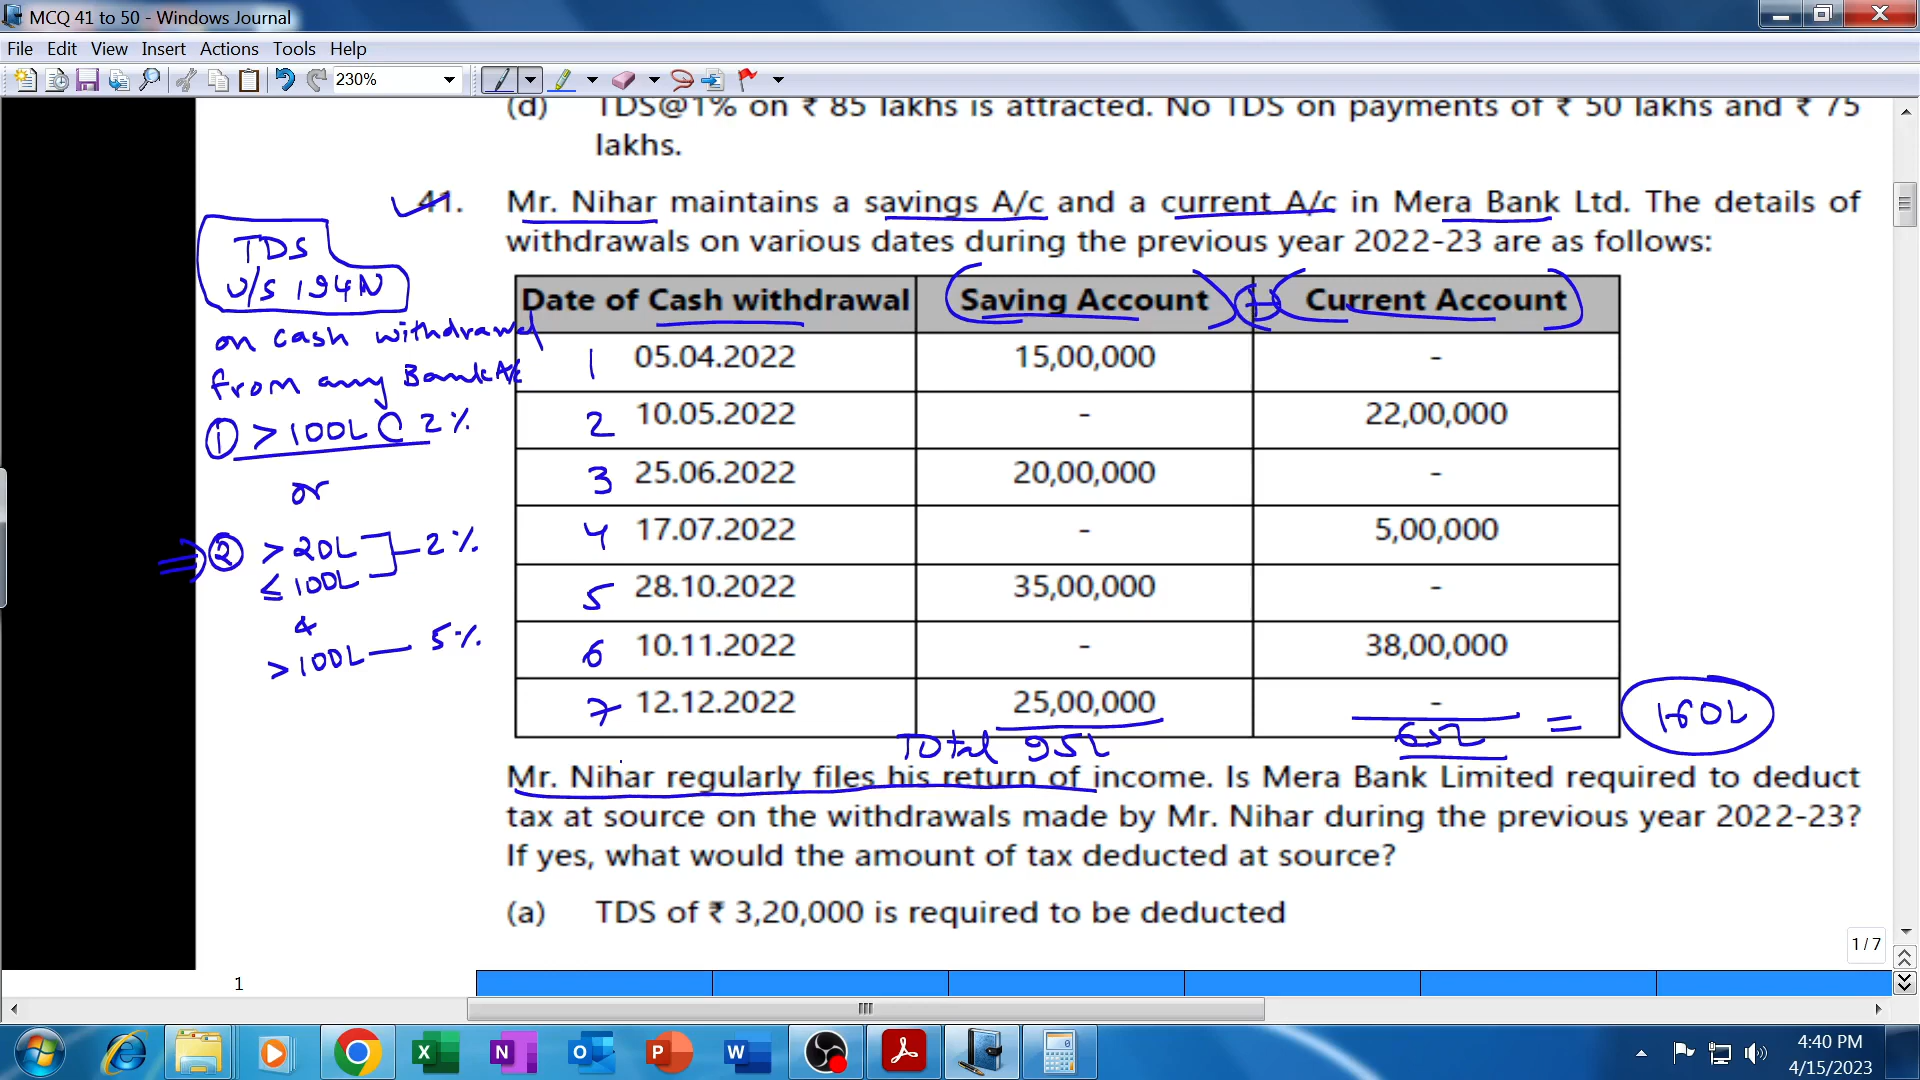 MCQ 41 to 50 - Windows Journal
File Edit View Insert Actions Tools Help
230%
(d) TDS@1% on ₹ 85 lakhs is attracted. No TDS on payments of ₹ 50 lakhs and ₹ 75
lakhs.
41. Mr. Nihar maintains a savings A/c and a current A/c in Mera Bank Ltd. The details of
withdrawals on various dates during the previous year 2022-23 are as follows:
TDS
u/s 194N
on cash withdrawal
from any Bank A/c
① > 100L @ 2%
or
⇒ ② > 20L
≤ 100L — 2%
&
> 100L — 5%
Date of Cash withdrawal Saving Account + Current Account
1 05.04.2022 15,00,000 -
2 10.05.2022 - 22,00,000
3 25.06.2022 20,00,000 -
4 17.07.2022 - 5,00,000
5 28.10.2022 35,00,000 -
6 10.11.2022 - 38,00,000
7 12.12.2022 25,00,000 -
Total 95L 65L = 160L
Mr. Nihar regularly files his return of income. Is Mera Bank Limited required to deduct
tax at source on the withdrawals made by Mr. Nihar during the previous year 2022-23?
If yes, what would the amount of tax deducted at source?
(a) TDS of ₹ 3,20,000 is required to be deducted
1 / 7
1
4:40 PM
4/15/2023